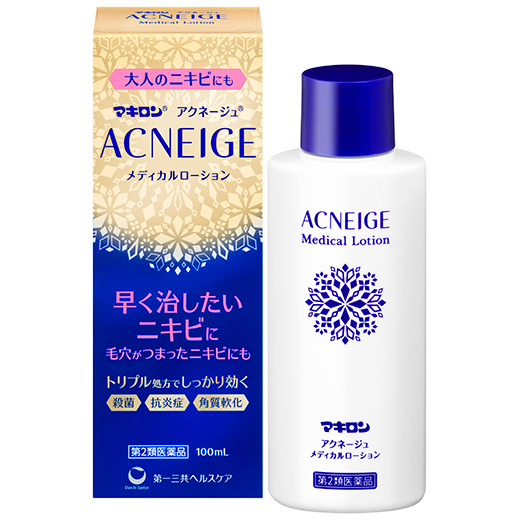 大人のニキビにも
マキロン® アクネージュ®
ACNEIGE
メディカルローション
早く治したい
ニキビに
毛穴がつまったニキビにも
トリプル処方でしっかり効く
殺菌 抗炎症 角質軟化
第2類医薬品 100mL
第一三共ヘルスケア
Daiichi-Sankyo
ACNEIGE
Medical Lotion
マキロン
アクネージュ
メディカルローション
第2類医薬品